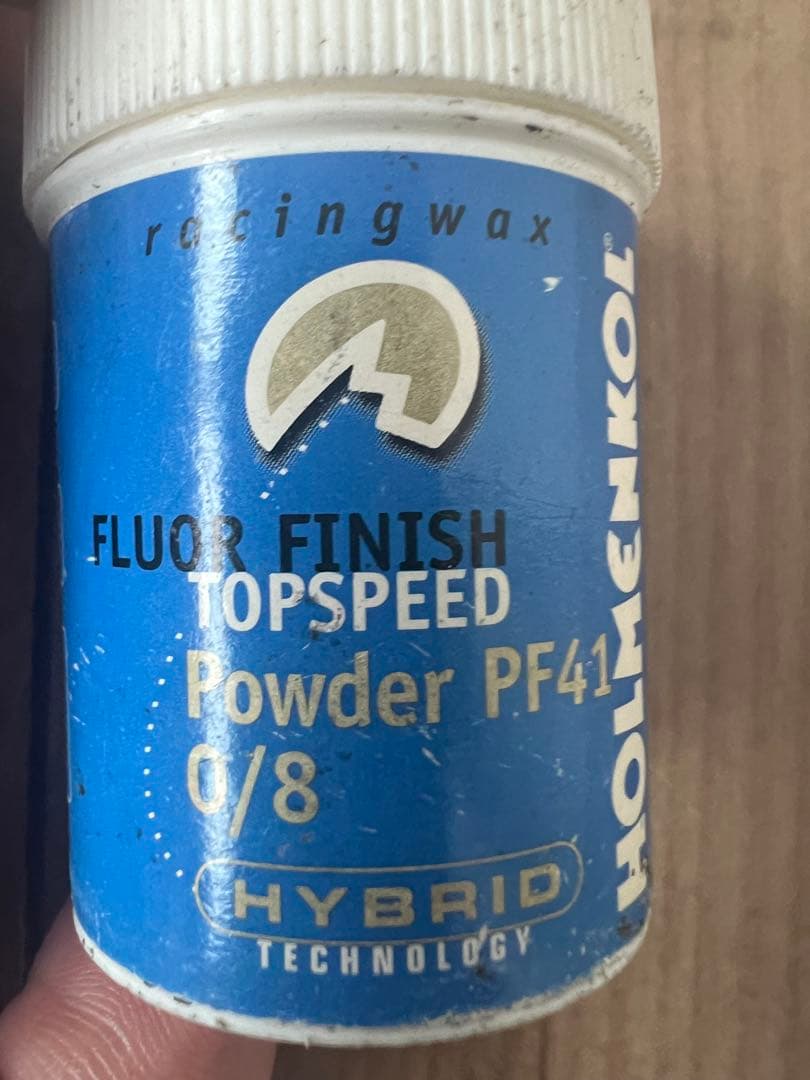 racingwax
FLUOR FINISH
TOPSPEED
Powder PF41
0/8
HYBRID
TECHNOLOGY
HOLMENKOL®